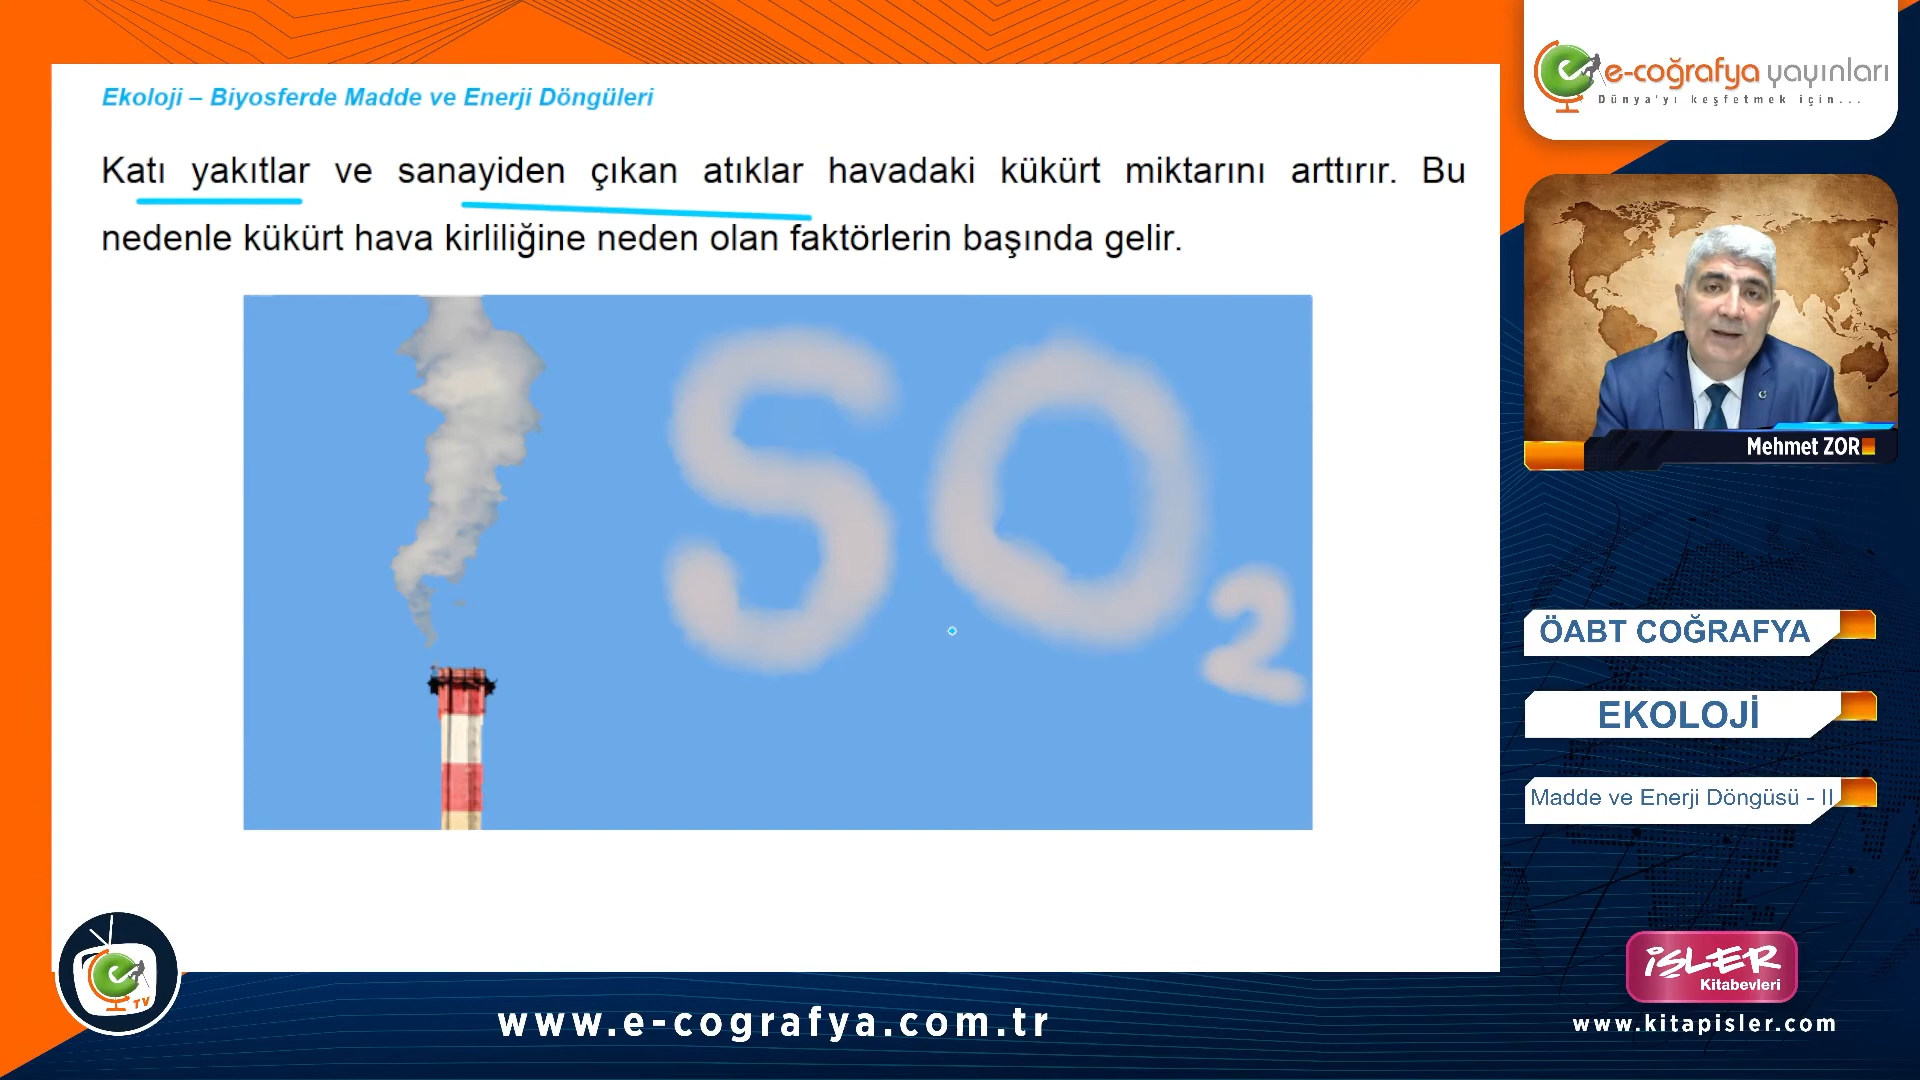 Ekoloji – Biyosferde Madde ve Enerji Döngüleri
Katı yakıtlar ve sanayiden çıkan atıklar havadaki kükürt miktarını arttırır. Bu
nedenle kükürt hava kirliliğine neden olan faktörlerin başında gelir.
SO2
e TV
www.e-cografya.com.tr
e e-coğrafya yayınları
Dünya'yı keşfetmek için...
Mehmet ZOR
ÖABT COĞRAFYA
EKOLOJİ
Madde ve Enerji Döngüsü - II
İŞLER
Kitabevleri
www.kitapisler.com